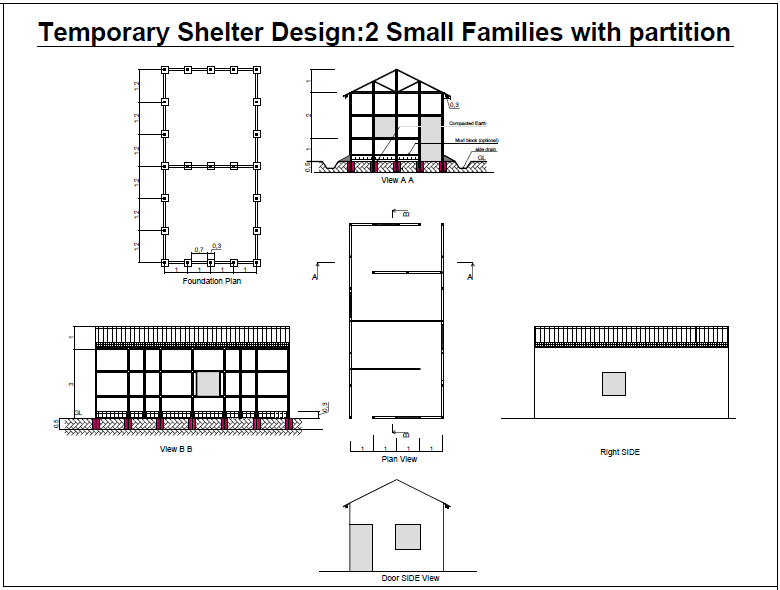 Temporary Shelter Design:2 Small Families with partition
1.2
1.2
1.2
1.2
1.2
1.2
0,7
0,3
1 1 1 1
Foundation Plan
1
2
1
0,5
0,3
Compacted Earth
Mud block (optional)
side drain
GL
View A A
B
A
A
B
1 1 1 1
Plan View
1
3
GL
0,5
0,3
View B B
Right SIDE
Door SIDE View